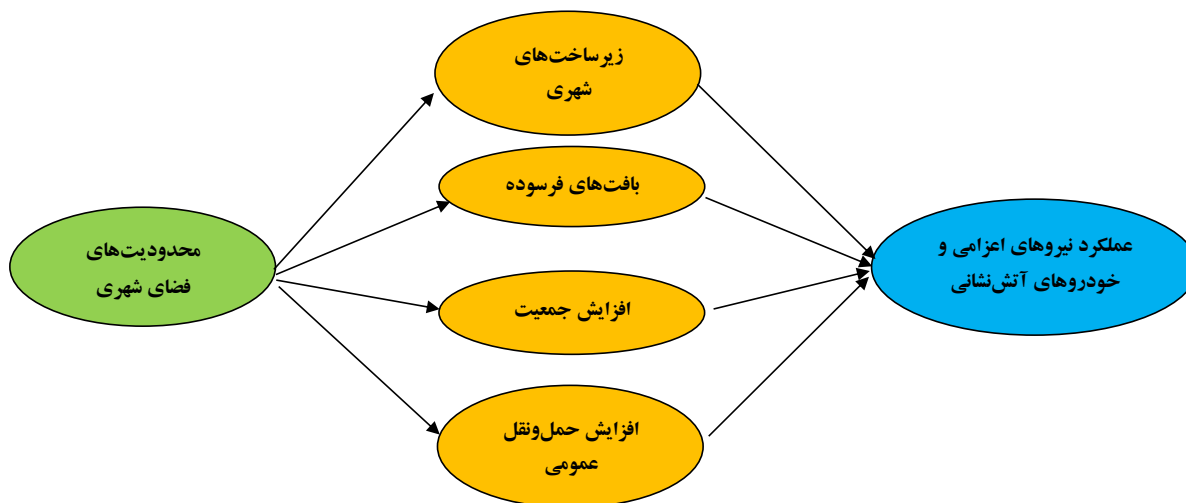 زیرساخت‌های
شهری
بافت‌های فرسوده
محدودیت‌های
فضای شهری
عملکرد نیروهای اعزامی و
خودروهای آتش‌نشانی
افزایش جمعیت
افزایش حمل‌ونقل
عمومی